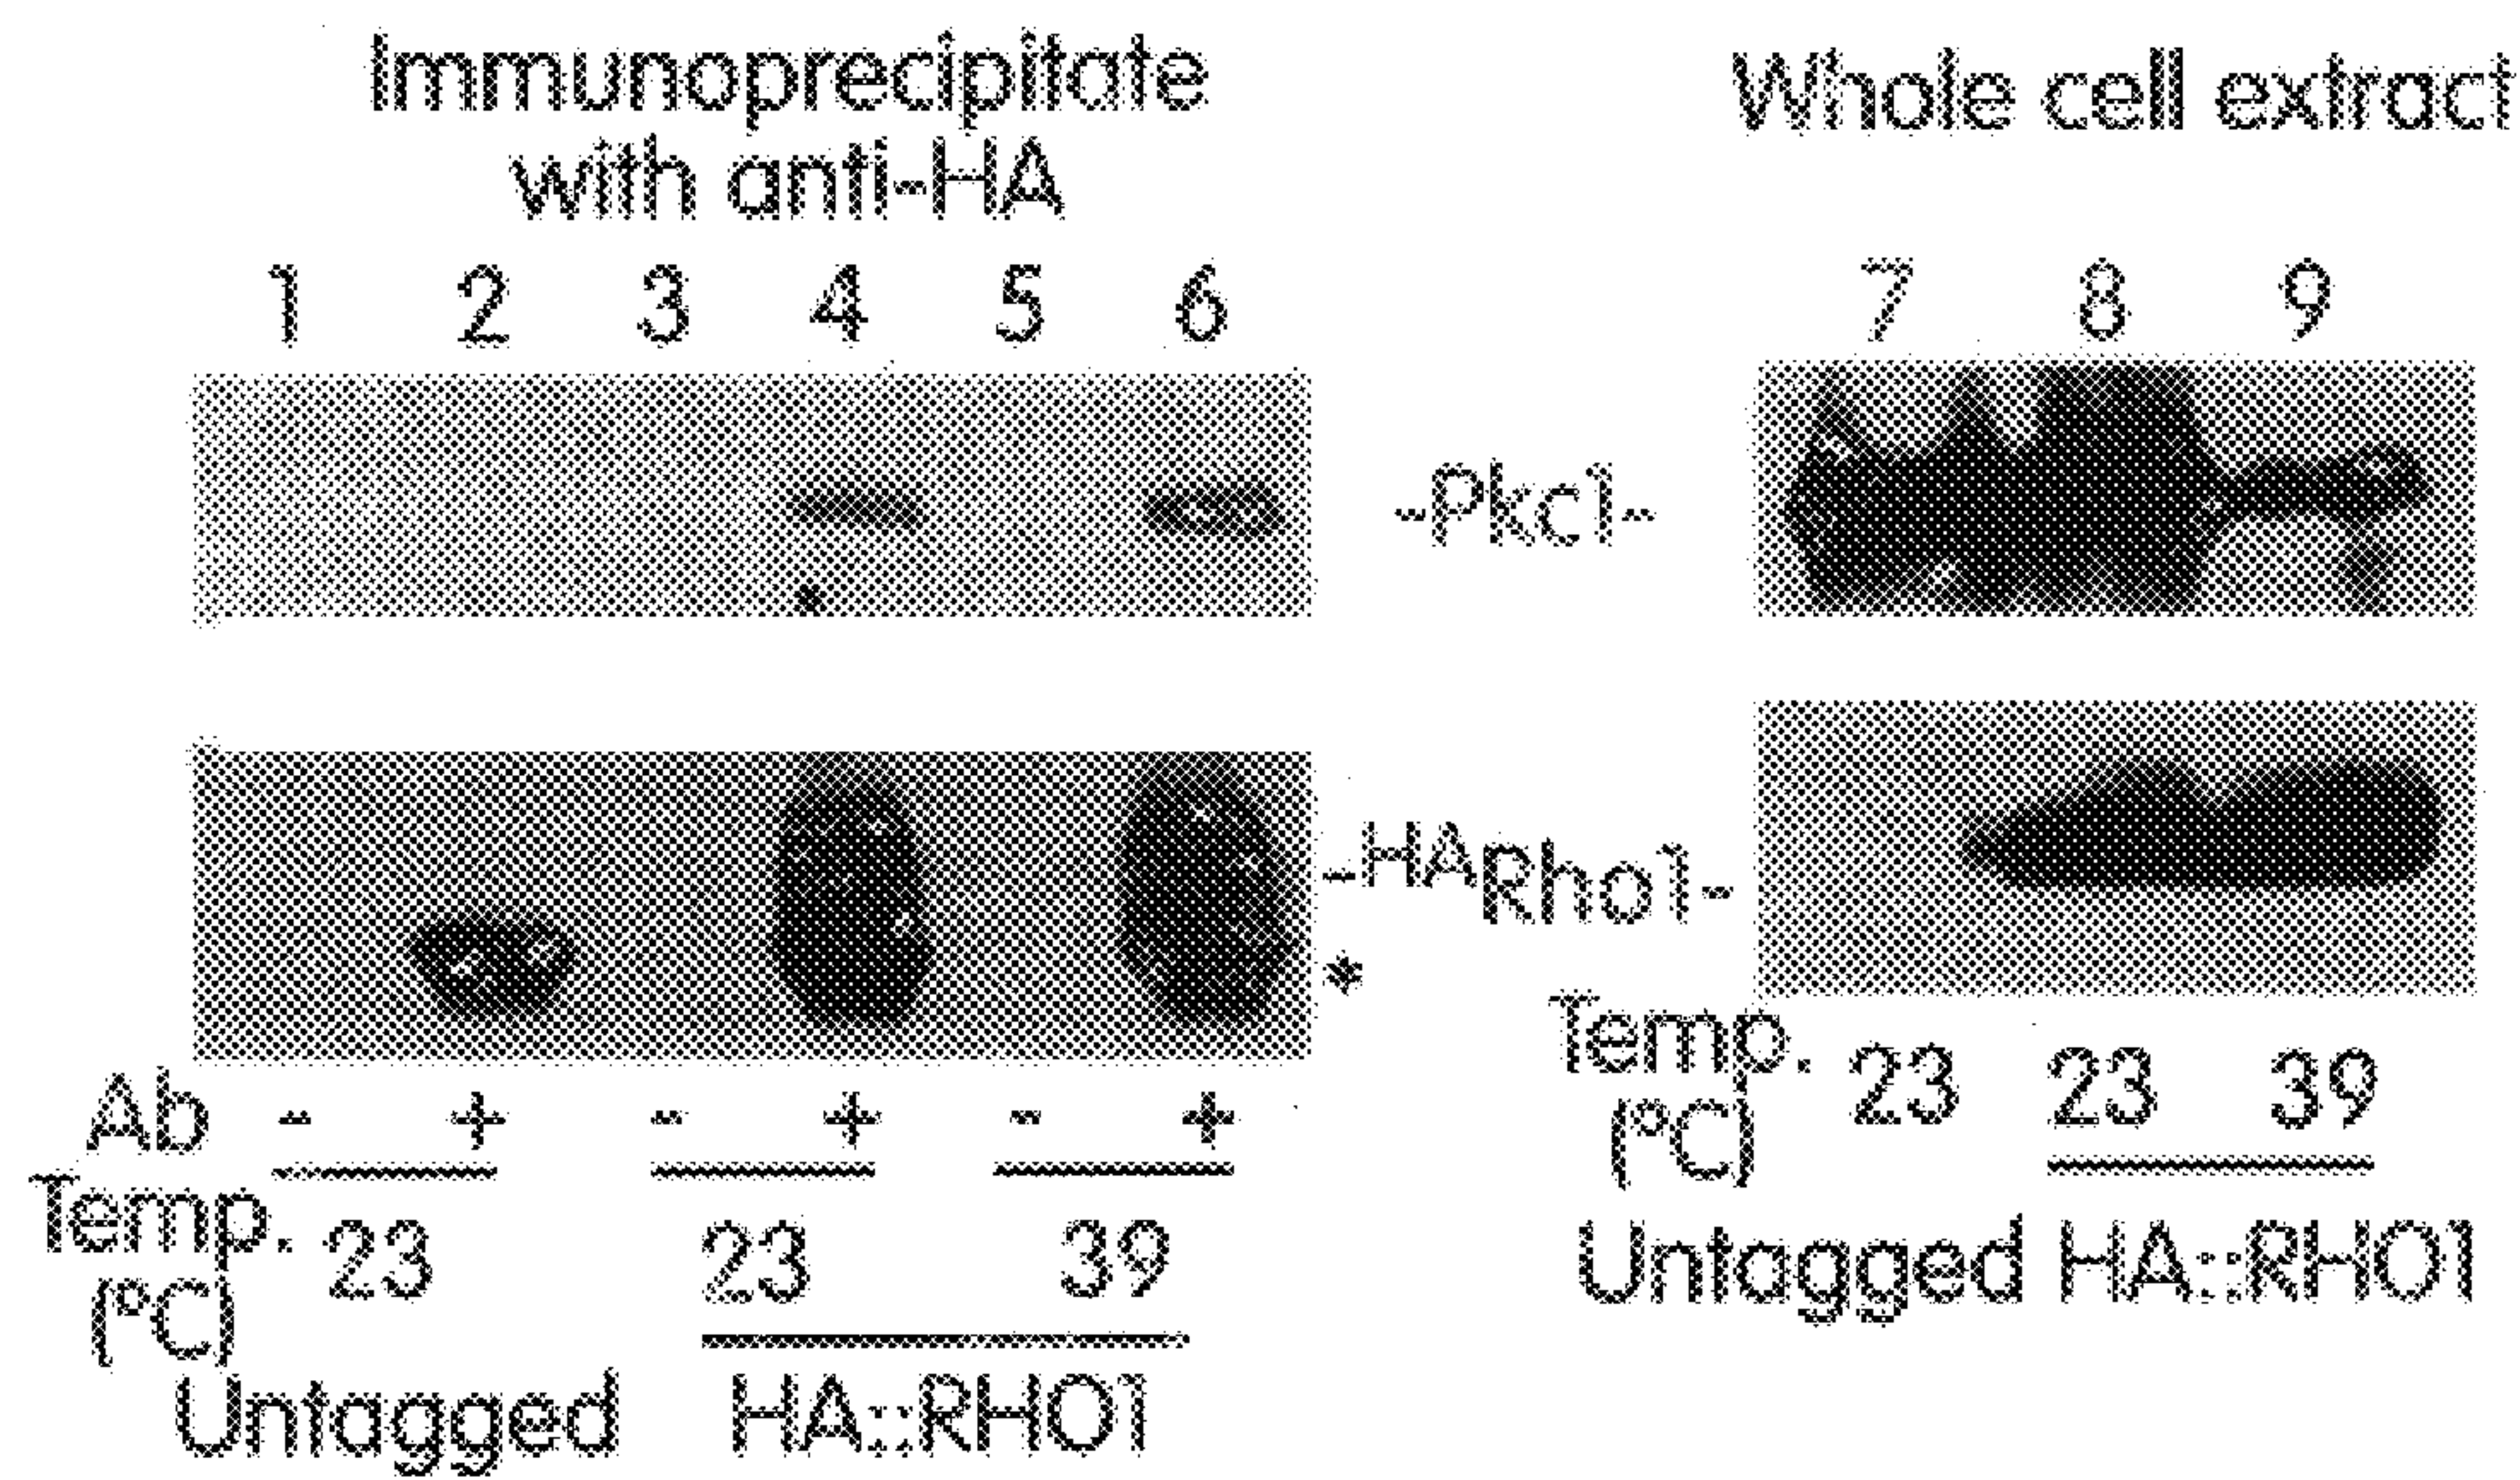 Immunoprecipitate
with anti-HA
Whole cell extract
1 2 3 4 5 6
7 8 9
-Pkc1-
*
-HARho1-
*
Ab - + - + - +
Temp. (°C) 23 23 39
Untagged HA::RHO1
Temp. (°C) 23 23 39
Untagged HA::RHO1